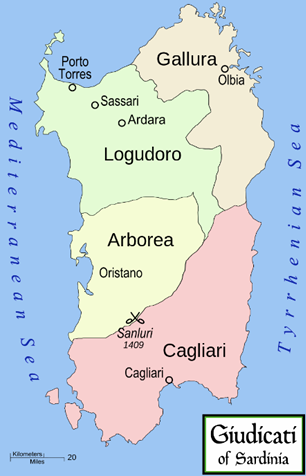 Gallura
Porto
Torres
Olbia
Sassari
Ardara
Logudoro
Mediterranean Sea
Tyrrhenian Sea
Arborea
Oristano
Sanluri
1409
Cagliari
Cagliari
Kilometers
Miles
20
Giudicati
of Sardinia